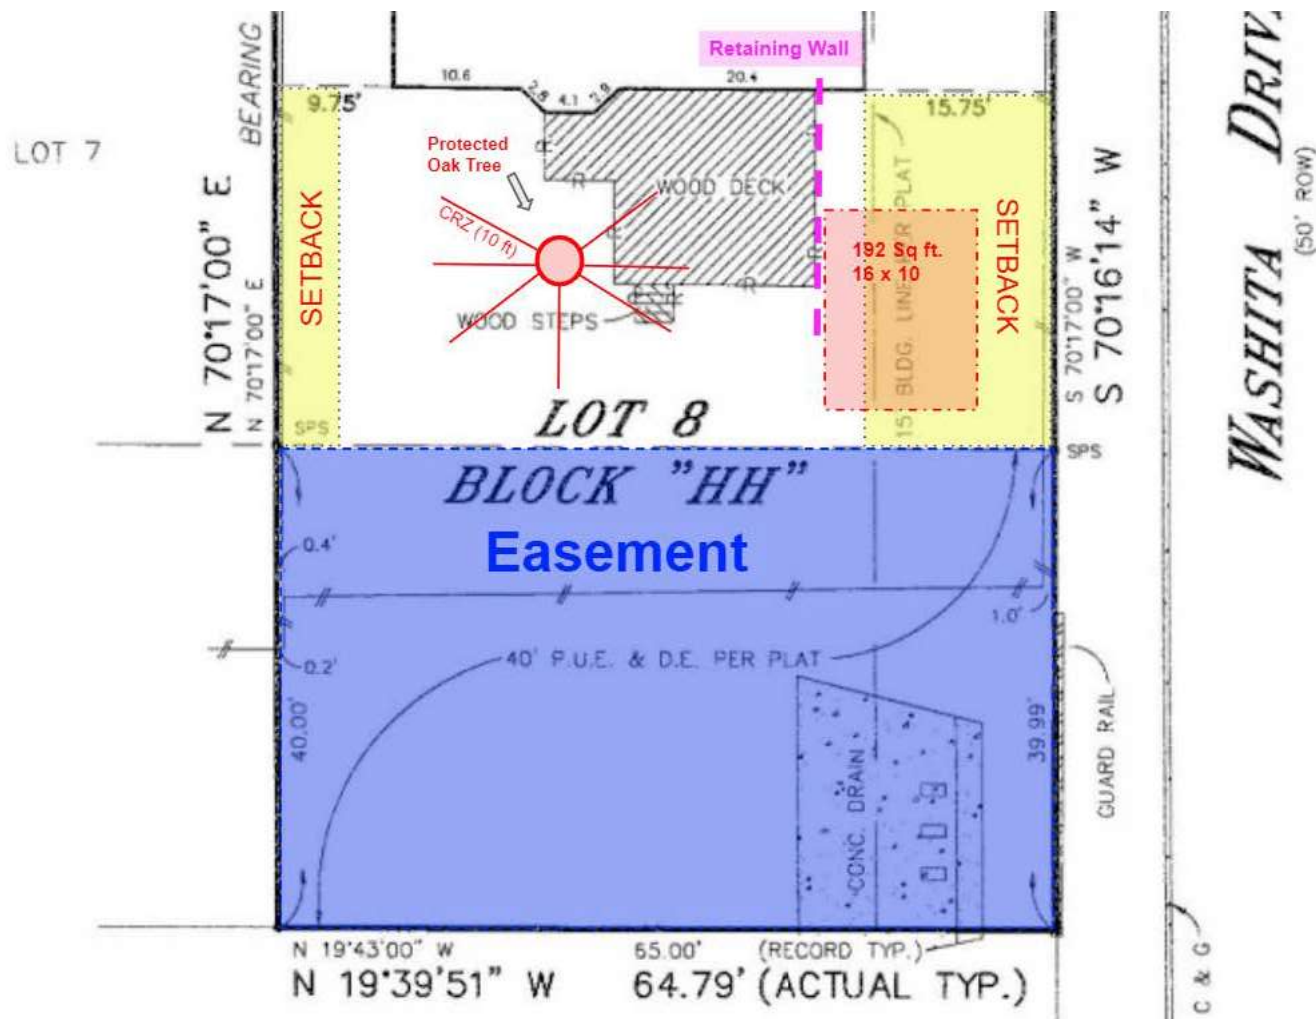 Retaining Wall
BEARING
10.6
2.8
4.1
2.9
20.4
9.75'
15.75'
LOT 7
Protected
Oak Tree
CRZ (10 ft)
WOOD DECK
WOOD STEPS
SETBACK
192 Sq ft.
16 x 10
15' BLDG. LINE PER PLAT
SETBACK
N 70°17'00" E
N 70°17'00" E
S 70°17'00" W
S 70°16'14" W
WASHITA DRIVE
(50' ROW)
SPS
SPS
LOT 8
BLOCK "HH"
Easement
0.4'
1.0'
0.2'
40' P.U.E. & D.E. PER PLAT
40.00'
39.99'
CONC. DRAIN
GUARD RAIL
C & G
N 19°43'00" W 65.00' (RECORD TYP.)
N 19°39'51" W 64.79' (ACTUAL TYP.)